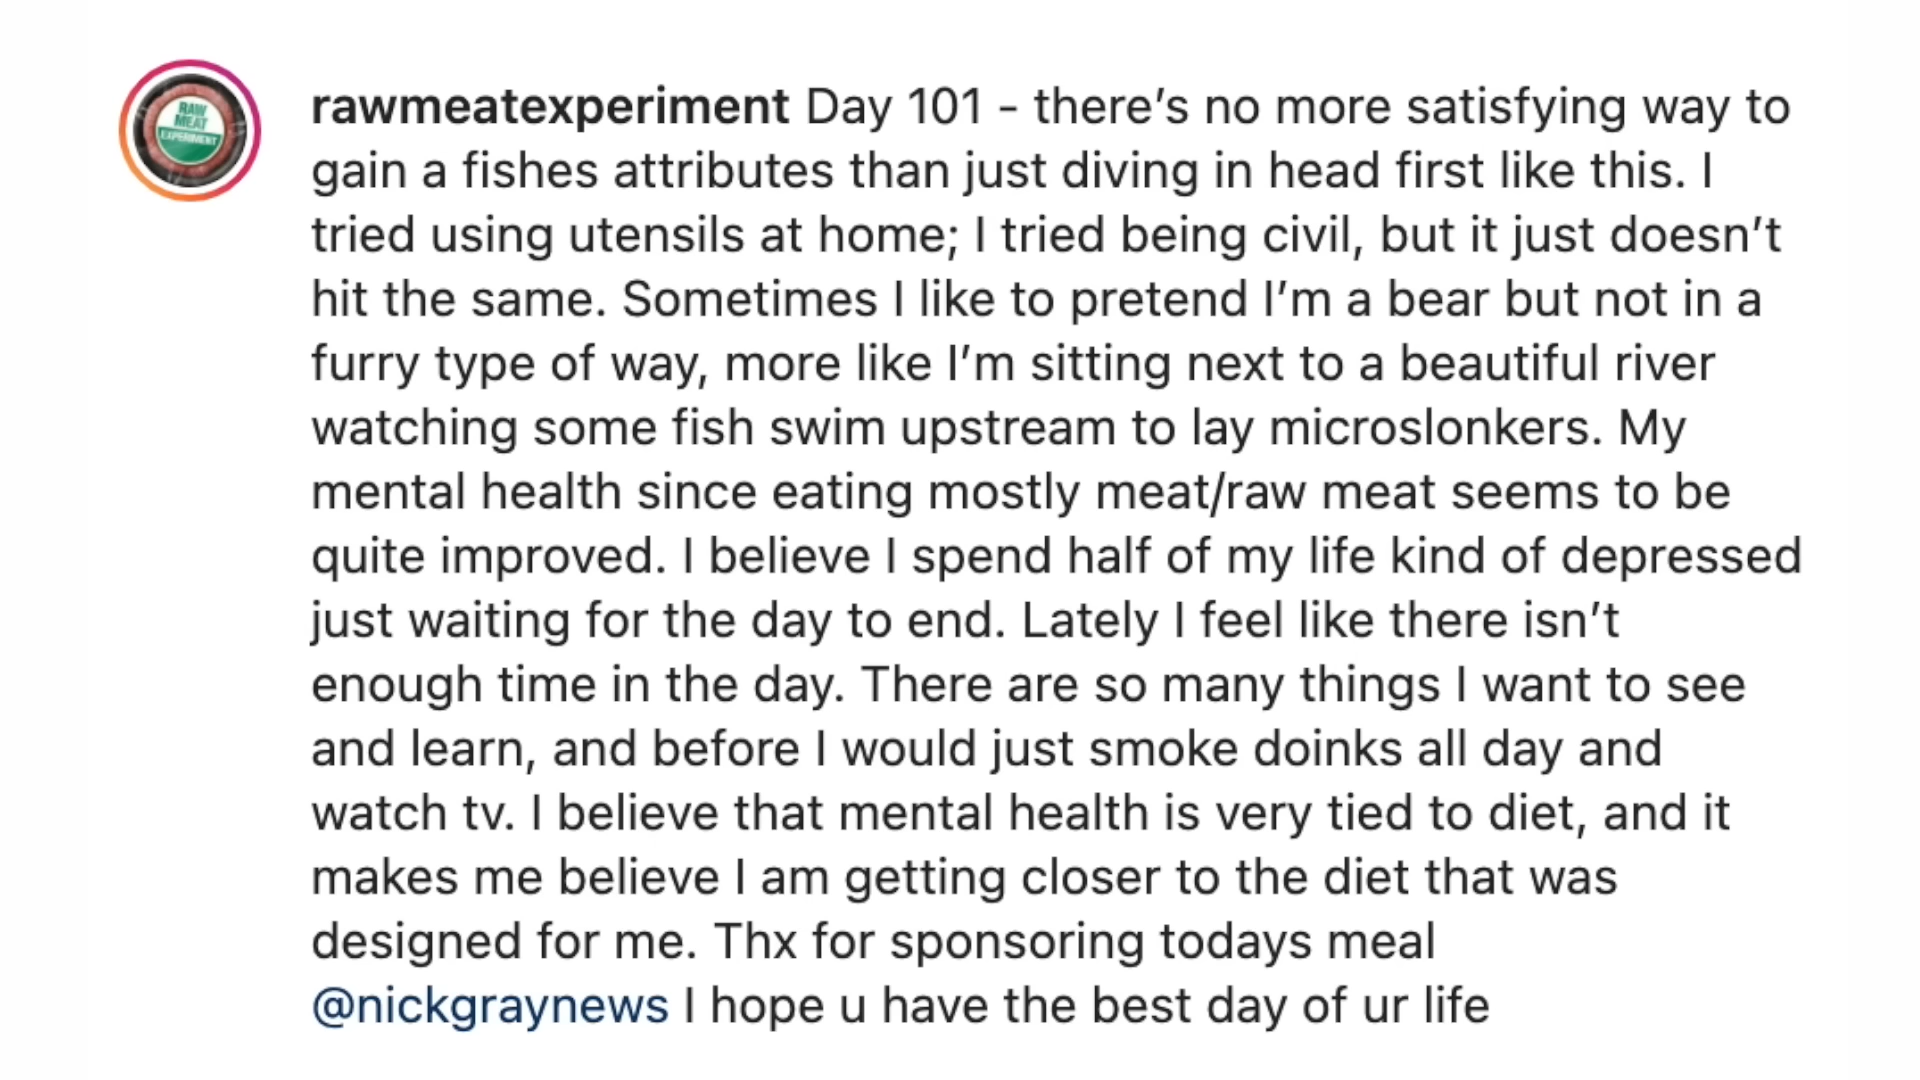 RAW
MEAT
EXPERIMENT
rawmeatexperiment Day 101 - there’s no more satisfying way to
gain a fishes attributes than just diving in head first like this. I
tried using utensils at home; I tried being civil, but it just doesn’t
hit the same. Sometimes I like to pretend I’m a bear but not in a
furry type of way, more like I’m sitting next to a beautiful river
watching some fish swim upstream to lay microslonkers. My
mental health since eating mostly meat/raw meat seems to be
quite improved. I believe I spend half of my life kind of depressed
just waiting for the day to end. Lately I feel like there isn’t
enough time in the day. There are so many things I want to see
and learn, and before I would just smoke doinks all day and
watch tv. I believe that mental health is very tied to diet, and it
makes me believe I am getting closer to the diet that was
designed for me. Thx for sponsoring todays meal
@nickgraynews I hope u have the best day of ur life